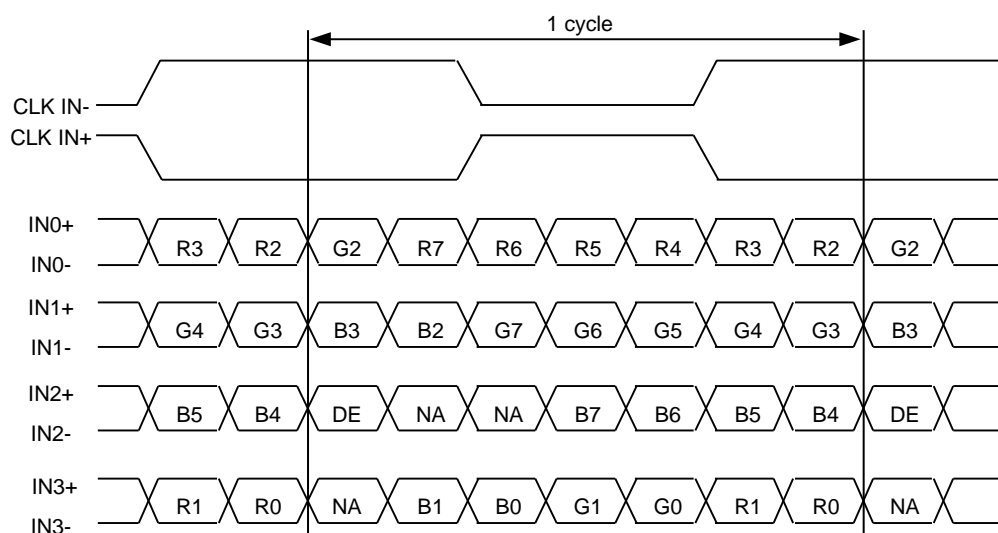 1 cycle
CLK IN-
CLK IN+
IN0+
R3 R2 G2 R7 R6 R5 R4 R3 R2 G2
IN0-
IN1+
G4 G3 B3 B2 G7 G6 G5 G4 G3 B3
IN1-
IN2+
B5 B4 DE NA NA B7 B6 B5 B4 DE
IN2-
IN3+
R1 R0 NA B1 B0 G1 G0 R1 R0 NA
IN3-